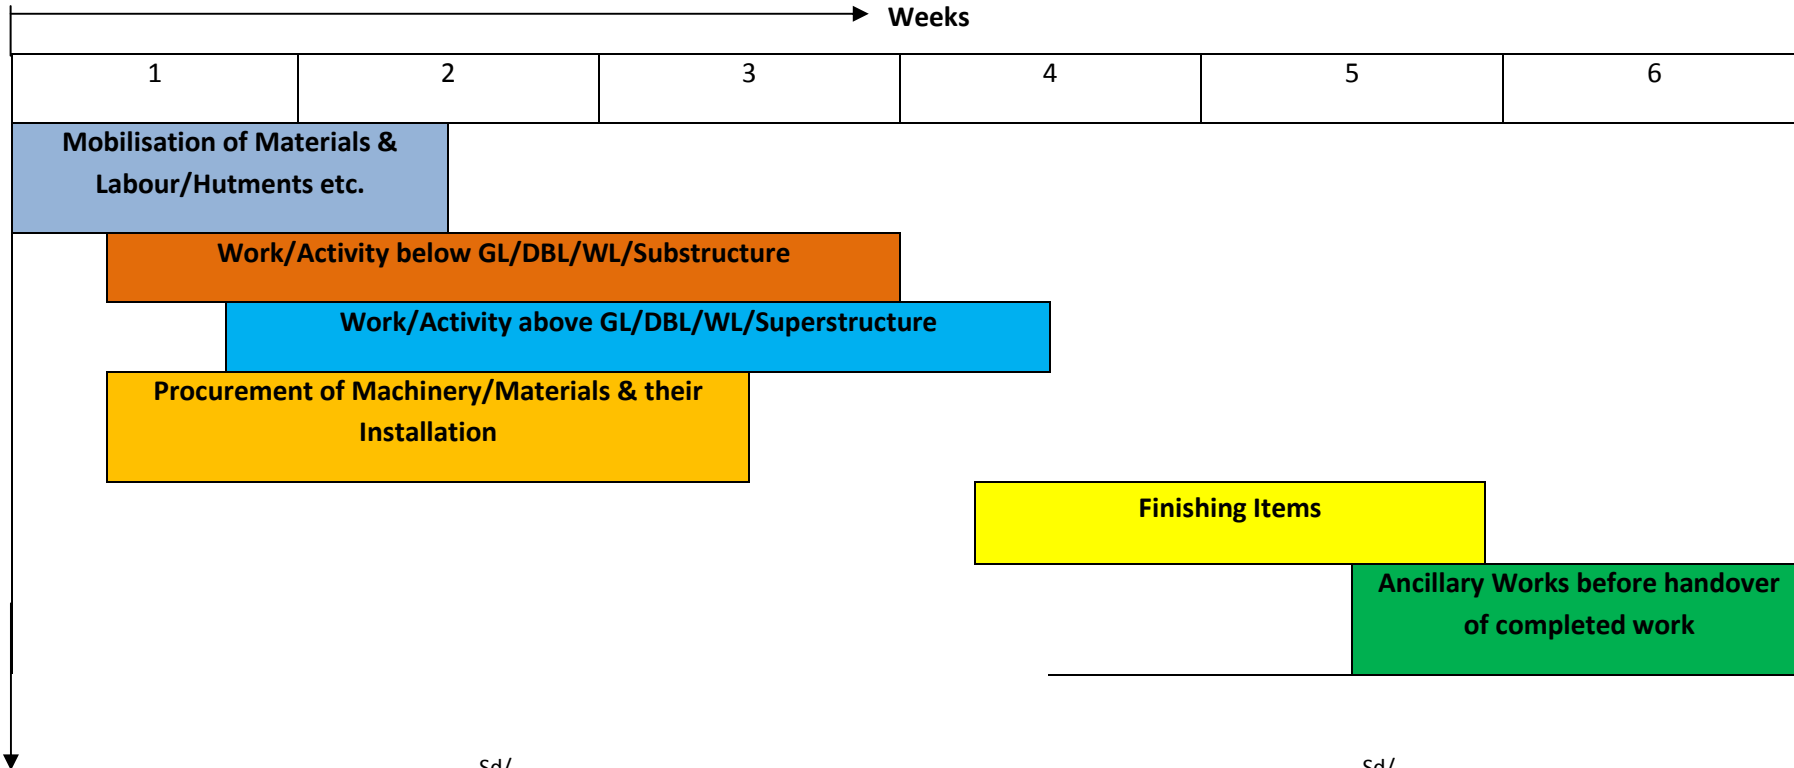 Weeks
1 2 3 4 5 6
Mobilisation of Materials &
Labour/Hutments etc.
Work/Activity below GL/DBL/WL/Substructure
Work/Activity above GL/DBL/WL/Superstructure
Procurement of Machinery/Materials & their
Installation
Finishing Items
Ancillary Works before handover
of completed work
Sd/ Sd/